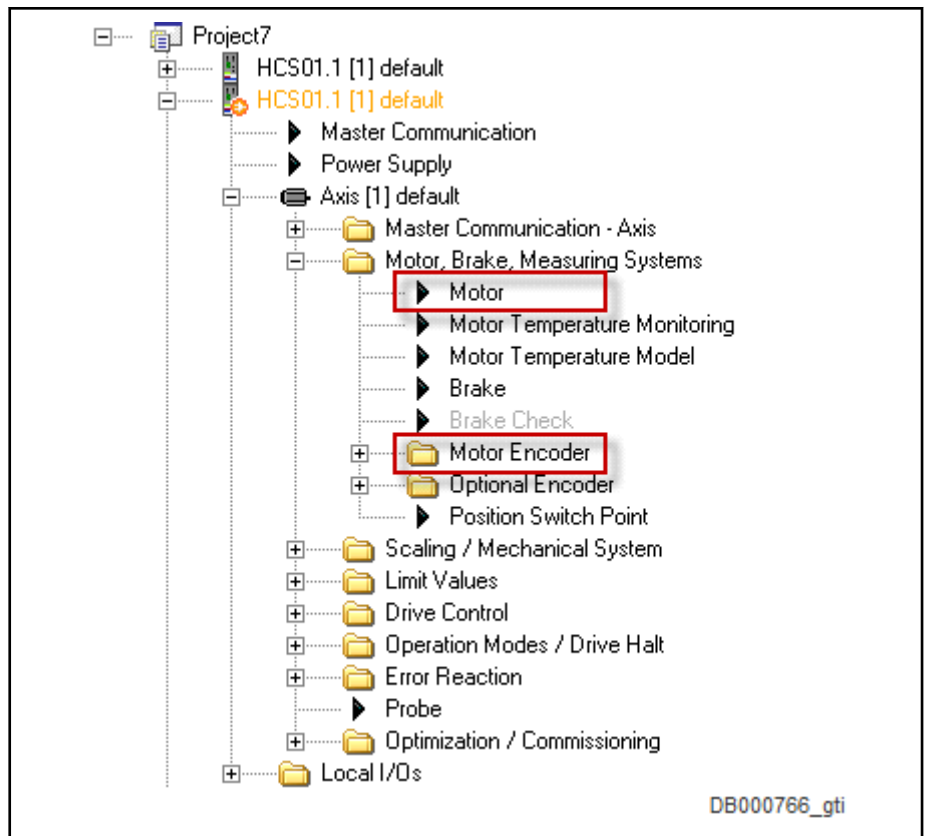 Project7
HCS01.1 [1] default
HCS01.1 [1] default
Master Communication
Power Supply
Axis [1] default
Master Communication - Axis
Motor, Brake, Measuring Systems
Motor
Motor Temperature Monitoring
Motor Temperature Model
Brake
Brake Check
Motor Encoder
Optional Encoder
Position Switch Point
Scaling / Mechanical System
Limit Values
Drive Control
Operation Modes / Drive Halt
Error Reaction
Probe
Optimization / Commissioning
Local I/Os
DB000766_gti